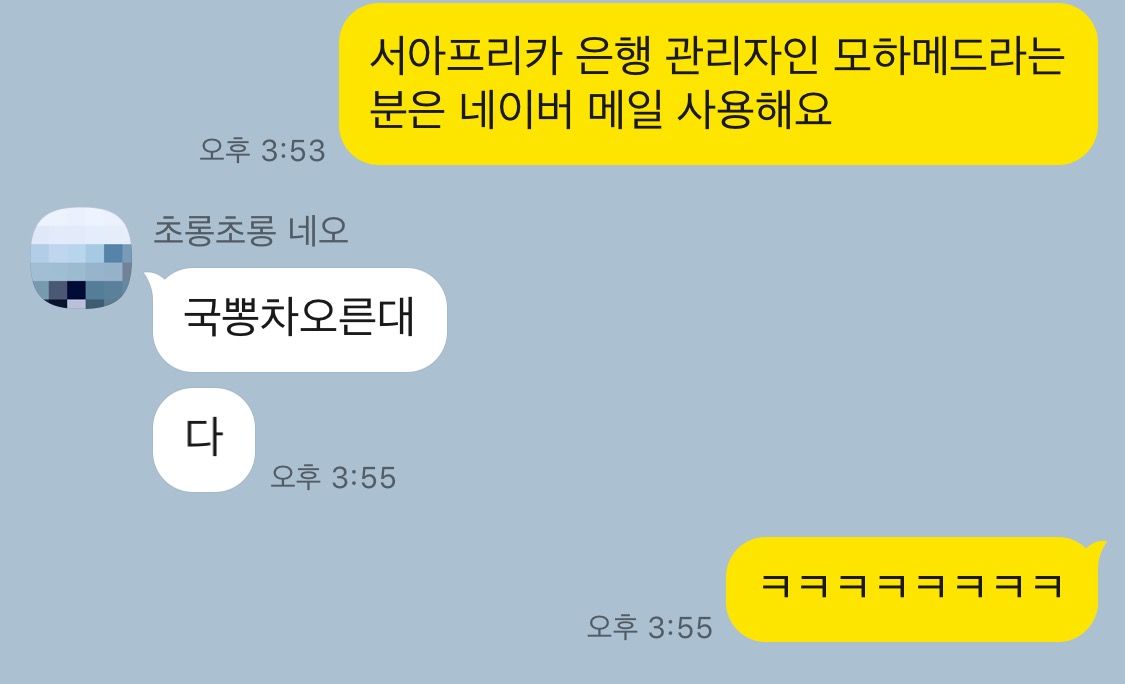 서아프리카 은행 관리자인 모하메드라는
분은 네이버 메일 사용해요
오후 3:53
초롱초롱 네오
국뽕차오른대
다
오후 3:55
ㅋㅋㅋㅋㅋㅋㅋㅋ
오후 3:55